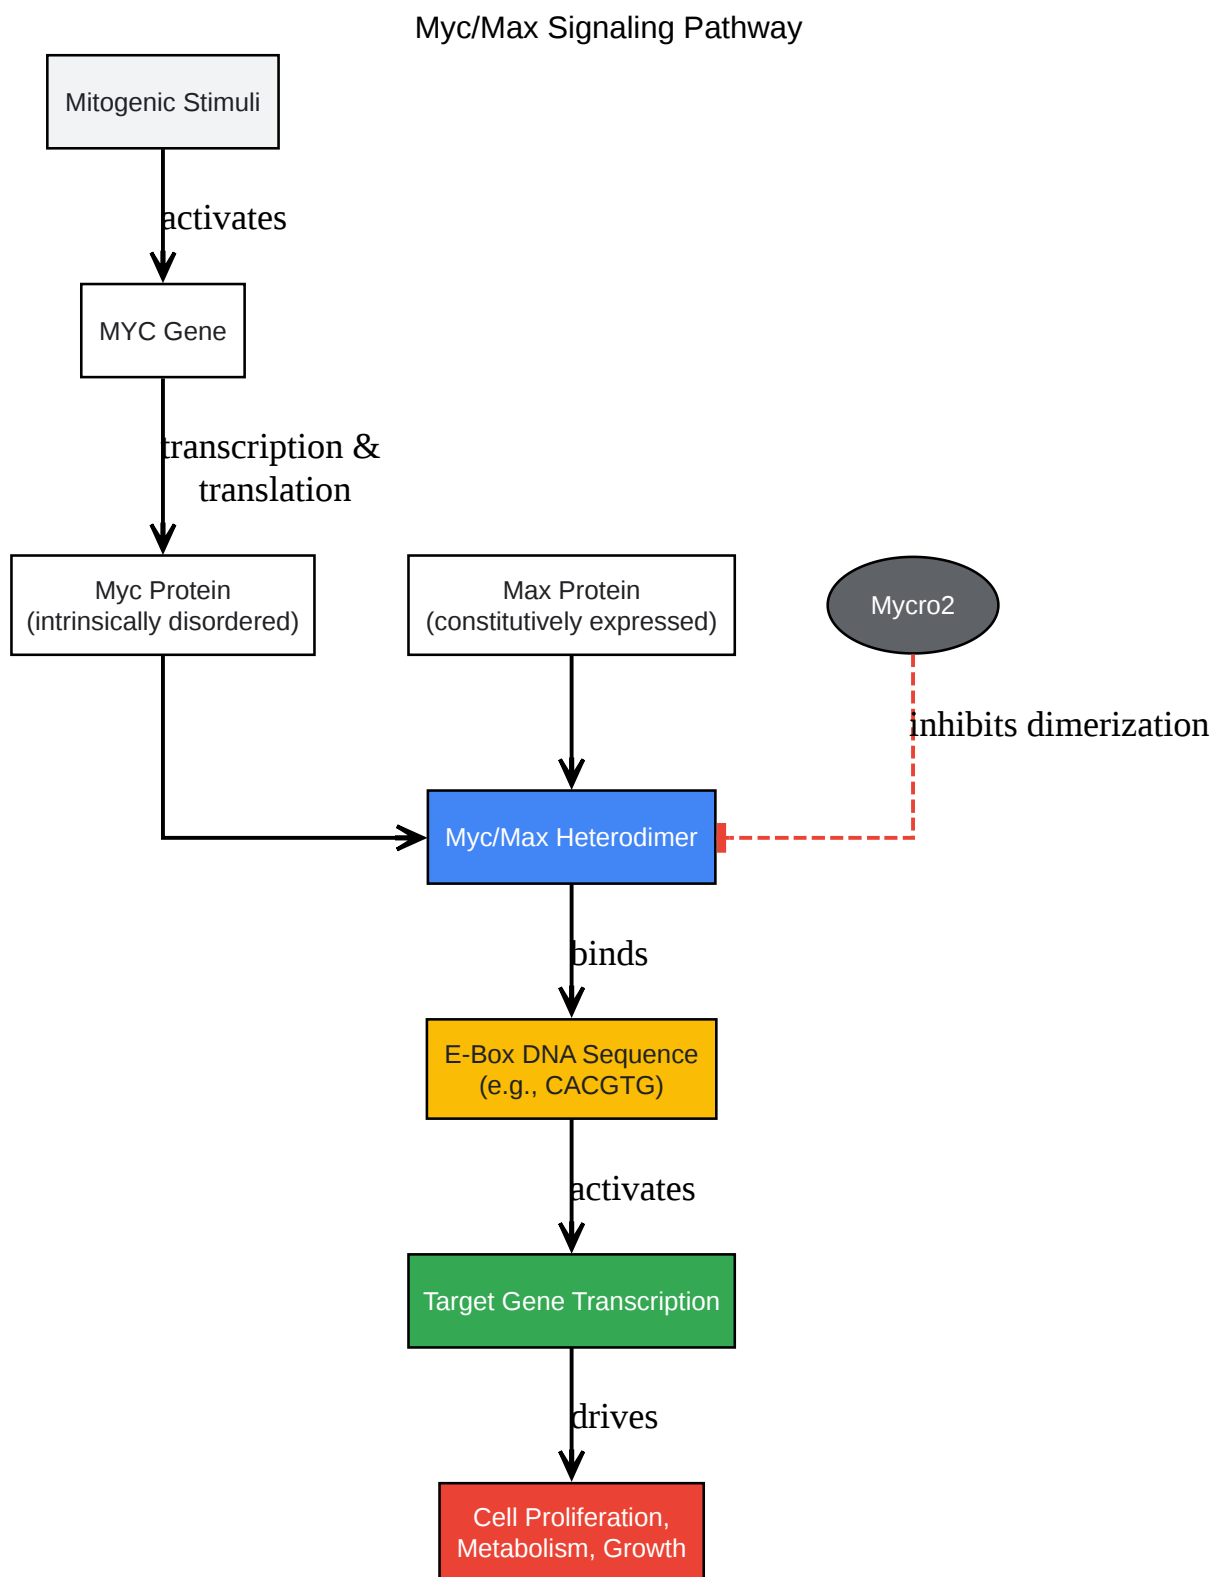 Myc/Max Signaling Pathway
Mitogenic Stimuli
activates
MYC Gene
transcription &
translation
Myc Protein
(intrinsically disordered)
Max Protein
(constitutively expressed)
Mycro2
inhibits dimerization
Myc/Max Heterodimer
binds
E-Box DNA Sequence
(e.g., CACGTG)
activates
Target Gene Transcription
drives
Cell Proliferation,
Metabolism, Growth